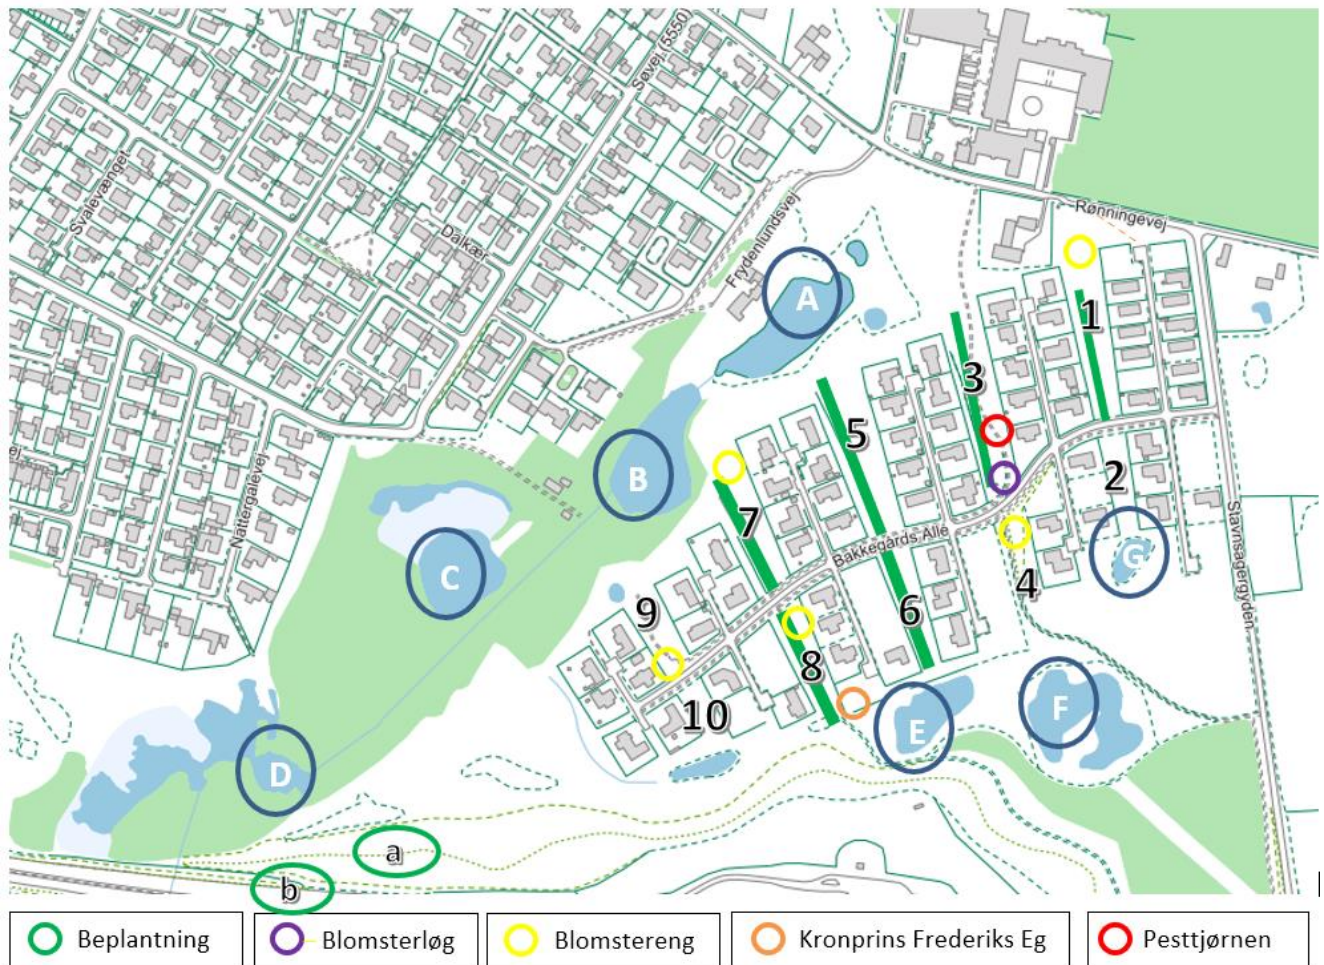 Søvej (5550)
Svalevænget
Dalkær
Frydenlundsvej
Rønningevej
A
1
3
5
B
2
Nattergalevej
7
Bakkegårds Alle
Stavnsagergyden
G
C
4
9
6
8
10
E
F
D
a
b
Beplantning
Blomsterløg
Blomstereng
Kronprins Frederiks Eg
Pesttjørnen